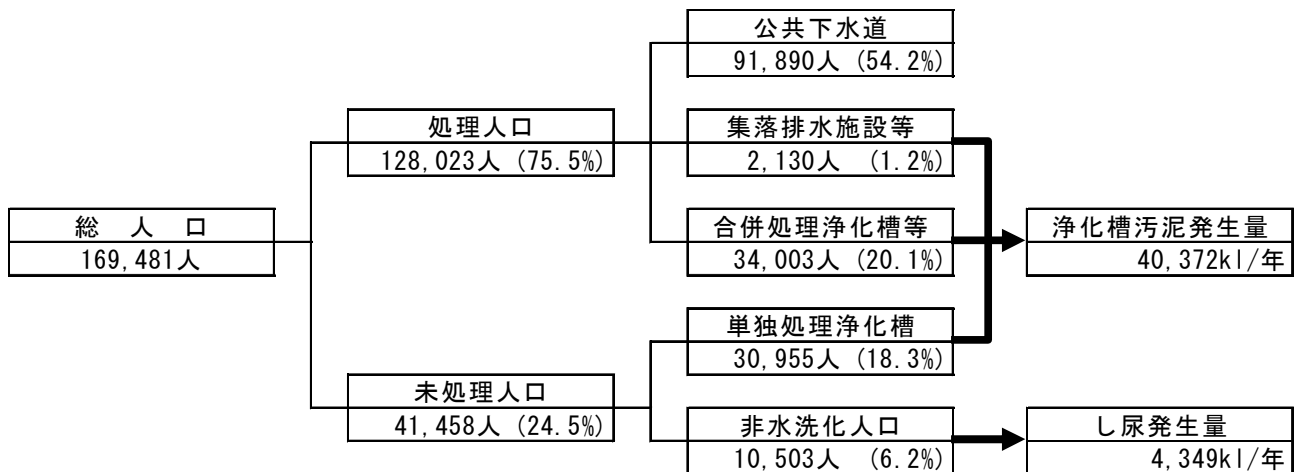 総人口
169,481人
処理人口
128,023人 (75.5%)
未処理人口
41,458人 (24.5%)
公共下水道
91,890人 (54.2%)
集落排水施設等
2,130人 (1.2%)
合併処理浄化槽等
34,003人 (20.1%)
単独処理浄化槽
30,955人 (18.3%)
非水洗化人口
10,503人 (6.2%)
浄化槽汚泥発生量
40,372kl/年
し尿発生量
4,349kl/年